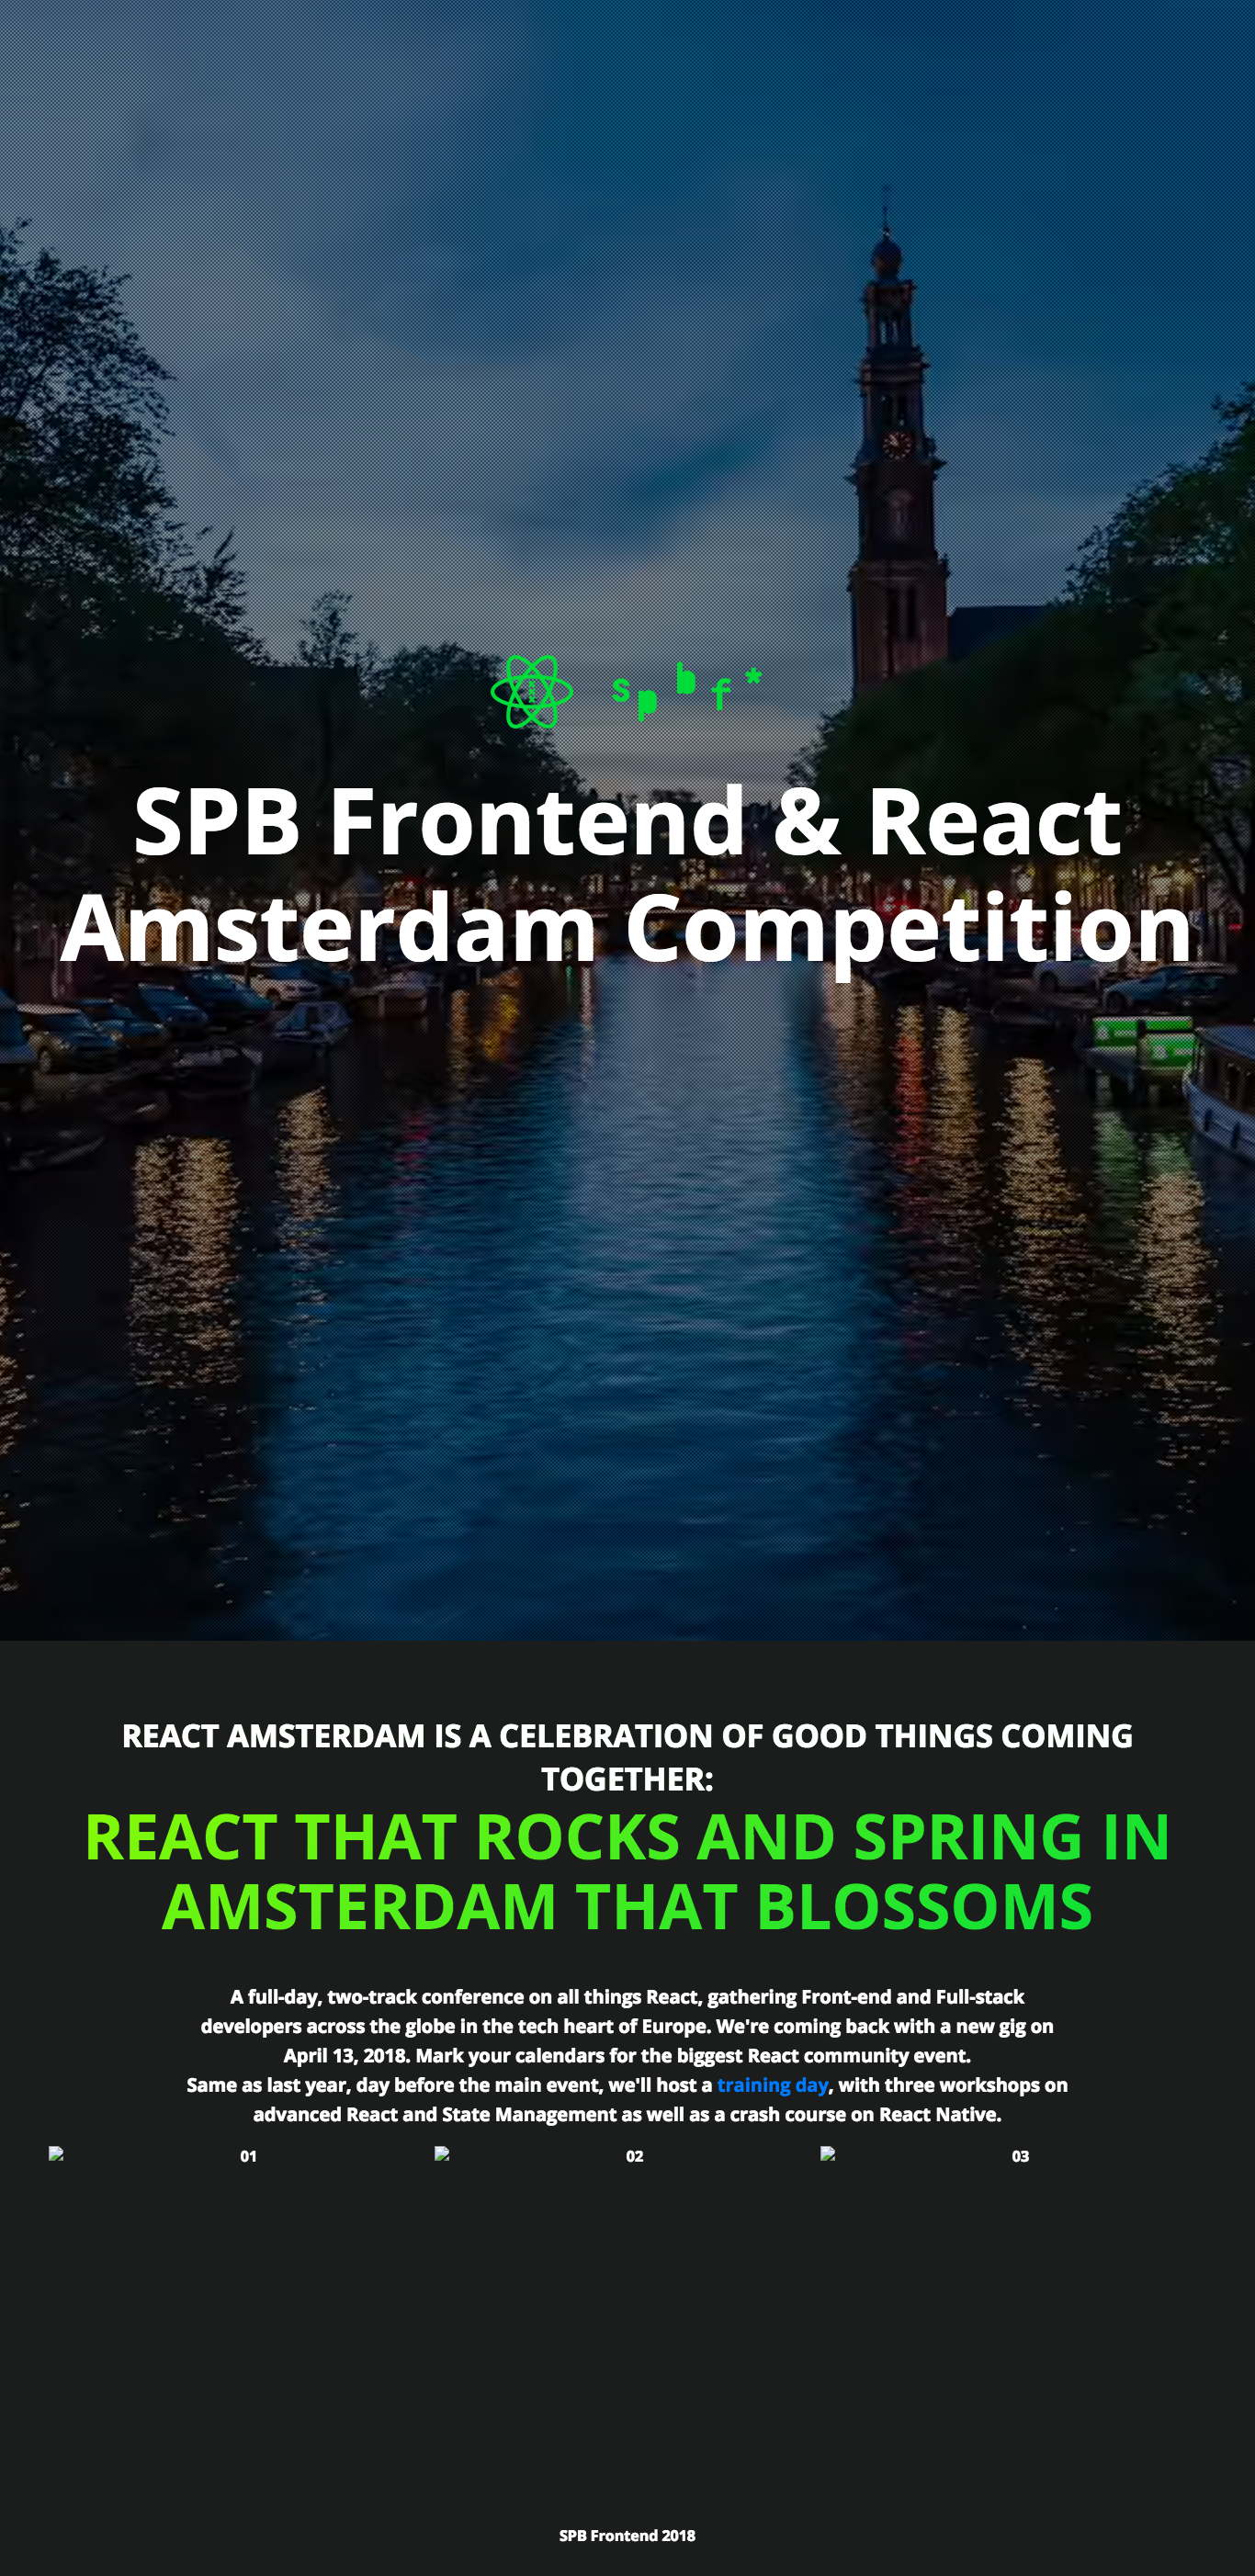 s p b f *
SPB Frontend & React
Amsterdam Competition
REACT AMSTERDAM IS A CELEBRATION OF GOOD THINGS COMING
TOGETHER:
REACT THAT ROCKS AND SPRING IN
AMSTERDAM THAT BLOSSOMS
A full-day, two-track conference on all things React, gathering Front-end and Full-stack
developers across the globe in the tech heart of Europe. We're coming back with a new gig on
April 13, 2018. Mark your calendars for the biggest React community event.
Same as last year, day before the main event, we'll host a training day, with three workshops on
advanced React and State Management as well as a crash course on React Native.
01 02 03
SPB Frontend 2018